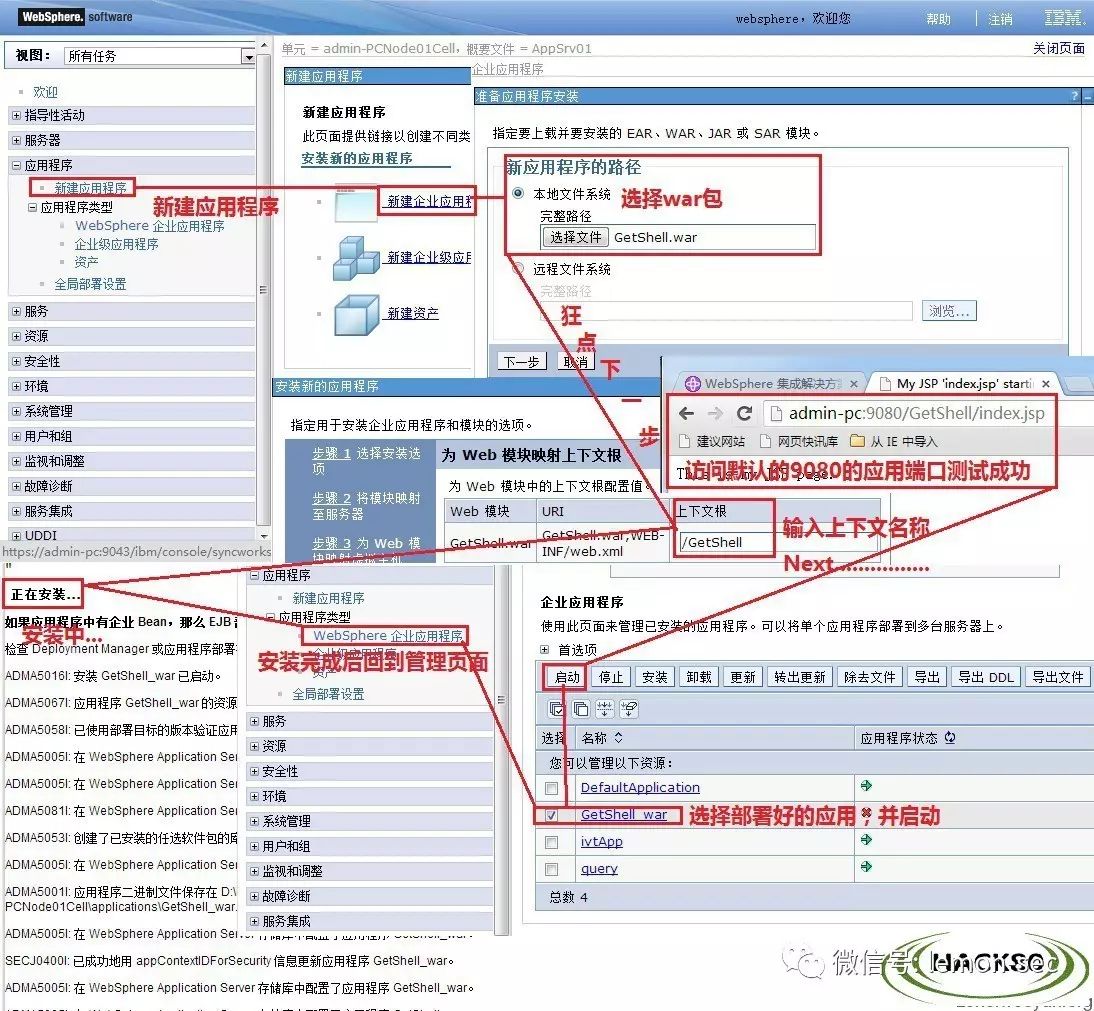 WebSphere. software
websphere，欢迎您
帮助
注销
IBM.
视图： 所有任务
欢迎
指导性活动
服务器
应用程序
新建应用程序
应用程序类型
WebSphere 企业应用程序
企业级应用程序
资产
全局部署设置
服务
资源
安全性
环境
系统管理
用户和组
监视和调整
故障诊断
服务集成
UDDI
https://admin-pc:9043/ibm/console/syncworks
新建应用程序
单元 = admin-PCNode01Cell，概要文件 = AppSrv01
关闭页面
新建应用程序
新建应用程序
此页面提供链接以创建不同类
安装新的应用程序
新建企业应用
新建企业级应
新建资产
企业应用程序
准备应用程序安装
指定要上载并要安装的 EAR、WAR、JAR 或 SAR 模块。
新应用程序的路径
本地文件系统
选择war包
完整路径
选择文件 GetShell.war
远程文件系统
完整路径
浏览...
下一步 取消
狂
点
下
一
步
安装新的应用程序
指定用于安装企业应用程序和模块的选项。
步骤 1 选择安装选
项
步骤 2 将模块映射
至服务器
步骤 3 为 Web 模
为 Web 模块映射上下文根
为 Web 模块中的上下文根配置值。
Web 模块 URI 上下文根
GetShell.war GetShell.war,WEB-
INF/web.xml
/GetShell
输入上下文名称
Next...............
WebSphere 集成解决方
My JSP 'index.jsp' starti
admin-pc:9080/GetShell/index.jsp
建议网站 网页快讯库 从 IE 中导入
访问默认的9080的应用端口测试成功
正在安装...
如果应用程序中有企业 Bean，那么 EJB
安装中...
检查 Deployment Manager 或应用程序部署
ADMA5016I: 安装 GetShell_war 已启动。
ADMA5067I: 应用程序 GetShell_war 的资源
ADMA5058I: 已使用部署目标的版本验证应用
ADMA5005I: 在 WebSphere Application Ser
ADMA5005I: 在 WebSphere Application Ser
ADMA5081I: 在 WebSphere Application Ser
ADMA5053I: 创建了已安装的任选软件包的库
ADMA5005I: 在 WebSphere Application Ser
ADMA5001I: 应用程序二进制文件保存在 D:\
PCNode01Cell\applications\GetShell_war.
ADMA5005I: 在 WebSphere Application Server 存储库中配置了应用程序 GetShell_war。
SECJ0400I: 已成功地用 appContextIDForSecurity 信息更新应用程序 GetShell_war。
ADMA5005I: 在 WebSphere Application Server 存储库中配置了应用程序 GetShell_war。
应用程序
新建应用程序
应用程序类型
WebSphere 企业应用程序
企业级应用程序
安装完成后回到管理页面
资产
全局部署设置
服务
资源
安全性
环境
系统管理
用户和组
监视和调整
故障诊断
服务集成
企业应用程序
使用此页面来管理已安装的应用程序。可以将单个应用程序部署到多台服务器上。
首选项
启动 停止 安装 卸载 更新 转出更新 除去文件 导出 导出 DDL 导出文件
选择 名称 应用程序状态
您可以管理以下资源：
DefaultApplication
GetShell_war
选择部署好的应用，并启动
ivtApp
query
总数 4
HACKSO